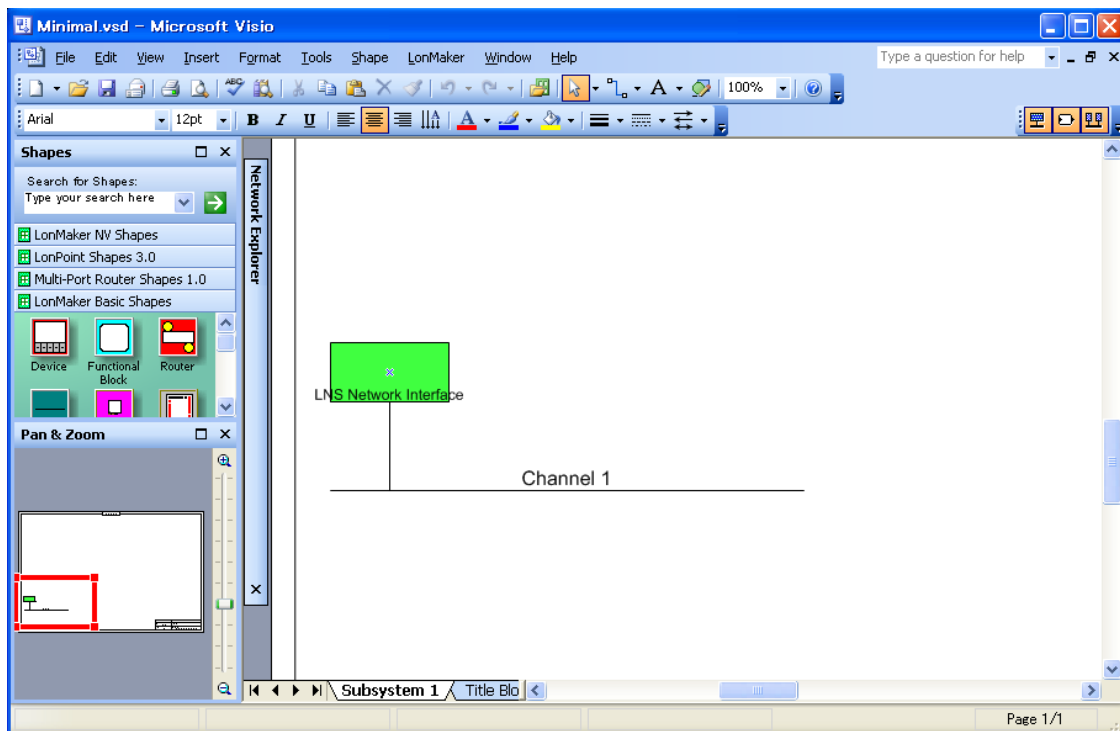 Minimal.vsd - Microsoft Visio
File Edit View Insert Format Tools Shape LonMaker Window Help Type a question for help
ABC A 100%
Arial 12pt B I U A A
Shapes
Search for Shapes:
Type your search here
LonMaker NV Shapes
LonPoint Shapes 3.0
Multi-Port Router Shapes 1.0
LonMaker Basic Shapes
Device Functional Block Router
Pan & Zoom
Network Explorer
LNS Network Interface
Channel 1
Subsystem 1 Title Blo
Page 1/1